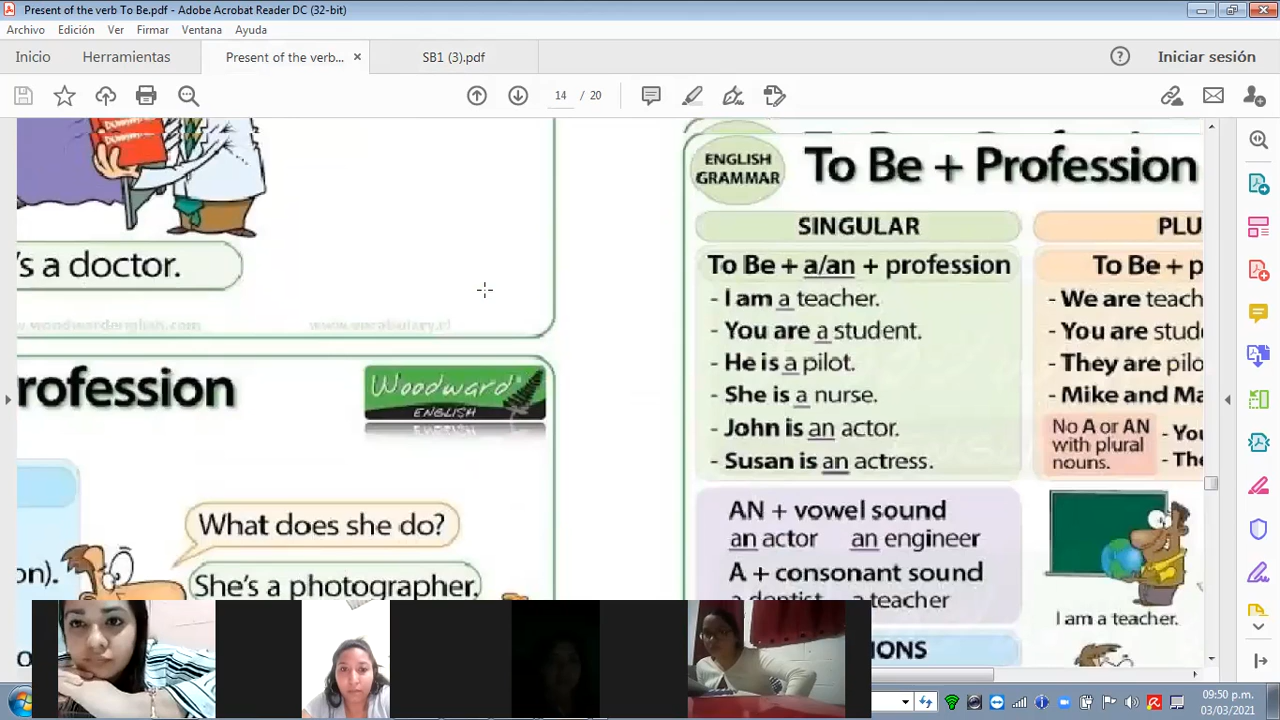 Present of the verb To Be.pdf - Adobe Acrobat Reader DC (32-bit)
Archivo Edición Ver Firmar Ventana Ayuda
Inicio Herramientas Present of the verb... × SB1 (3).pdf Iniciar sesión
14 / 20
's a doctor.
www.vocabulary.cl
rofession
Woodward®
ENGLISH
What does she do?
on).
She's a photographer.
ENGLISH
GRAMMAR
To Be + Profession
SINGULAR
PLU
To Be + a/an + profession
- I am a teacher.
- You are a student.
- He is a pilot.
- She is a nurse.
- John is an actor.
- Susan is an actress.
To Be + p
- We are teach
- You are stud
- They are pilo
- Mike and Ma
No A or AN
with plural
nouns.
- You
- The
AN + vowel sound
an actor an engineer
A + consonant sound
a dentist a teacher
I am a teacher.
IONS
09:50 p.m.
03/03/2021